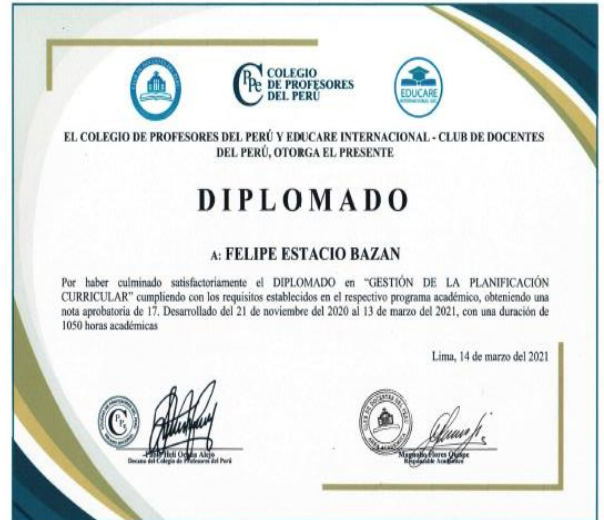 COLEGIO
DE PROFESORES
DEL PERÚ
EDUCARE
EL COLEGIO DE PROFESORES DEL PERÚ Y EDUCARE INTERNACIONAL - CLUB DE DOCENTES
DEL PERÚ, OTORGA EL PRESENTE
DIPLOMADO
A: FELIPE ESTACIO BAZAN
Por haber culminado satisfactoriamente el DIPLOMADO en “GESTIÓN DE LA PLANIFICACIÓN
CURRICULAR” cumpliendo con los requisitos establecidos en el respectivo programa académico, obteniendo una
nota aprobatoria de 17. Desarrollado del 21 de noviembre del 2020 al 13 de marzo del 2021, con una duración de
1050 horas académicas
Lima, 14 de marzo del 2021
Alejo
Decano del Colegio de Profesores del Perú
Magnolia Flores Quispe
Responsable Académico